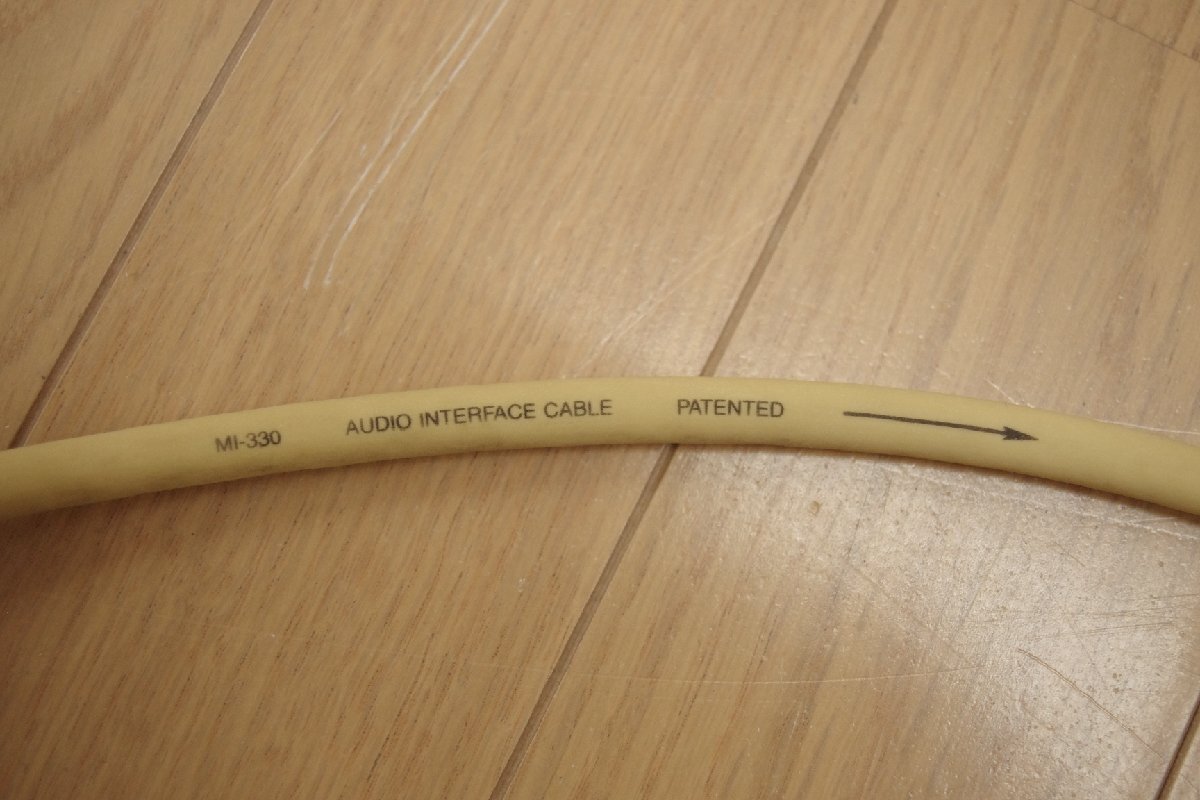 MI-330 AUDIO INTERFACE CABLE PATENTED